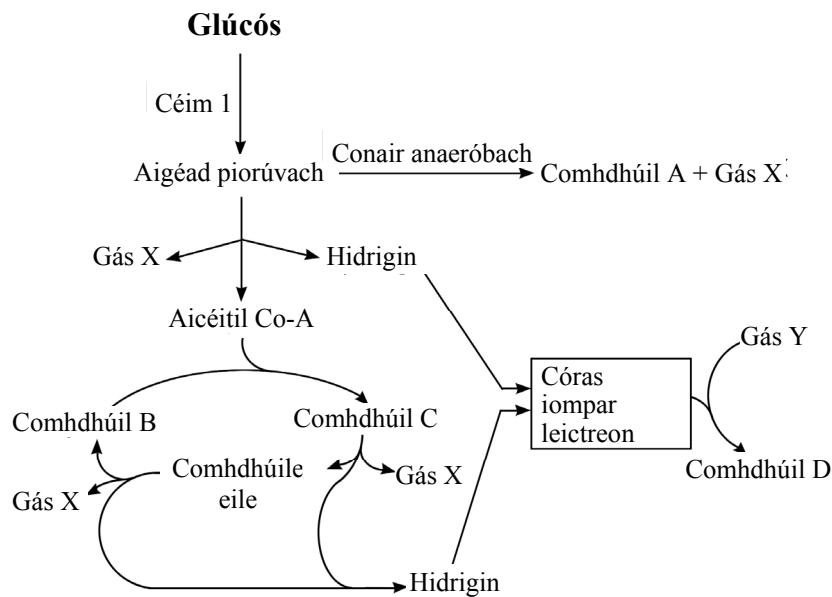 Glúcós
Céim 1
Aigéad piorúvach
Conair anaeróbach
Comhdhúil A + Gás X
Gás X
Hidrigin
Aicéitil Co-A
Gás Y
Córas
iompar
leictreon
Comhdhúil B
Comhdhúil C
Comhdhúil D
Comhdhúile
eile
Gás X
Gás X
Hidrigin